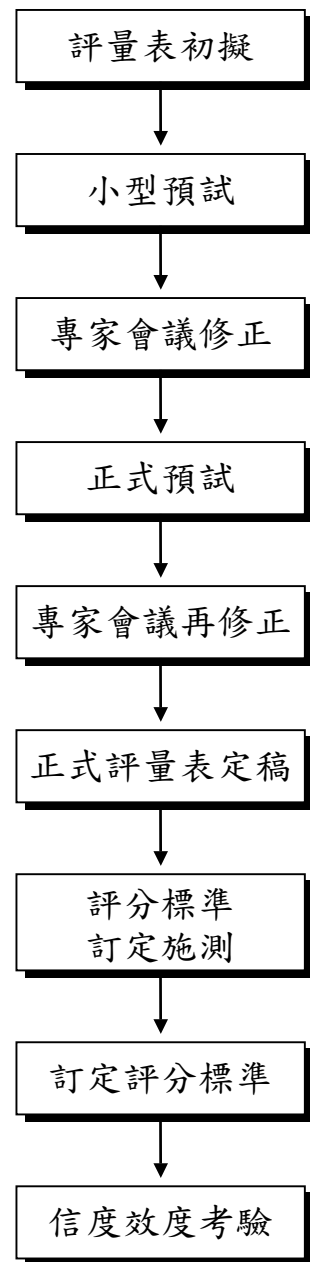 評量表初擬
小型預試
專家會議修正
正式預試
專家會議再修正
正式評量表定稿
評分標準
訂定施測
訂定評分標準
信度效度考驗